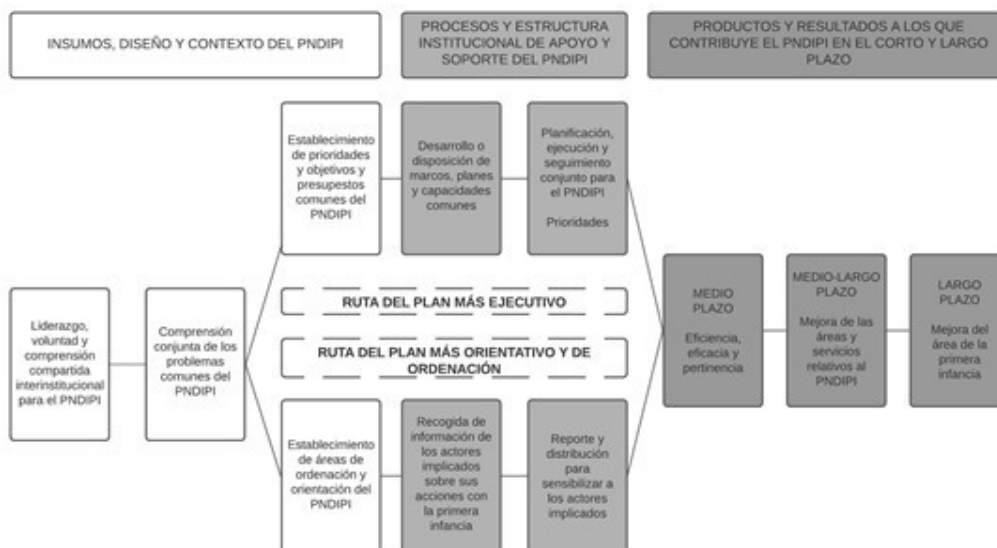 INSUMOS, DISEÑO Y CONTEXTO DEL PNDIPI
PROCESOS Y ESTRUCTURA
INSTITUCIONAL DE APOYO Y
SOPORTE DEL PNDIPI
PRODUCTOS Y RESULTADOS A LOS QUE
CONTRIBUYE EL PNDIPI EN EL CORTO Y LARGO
PLAZO
Establecimiento
de prioridades
y objetivos y
presupestos
comunes del
PNDIPI
Desarrollo o
disposición de
marcos, planes
y capacidades
comunes
Planificación,
ejecución y
seguimiento
conjunto para
el PNDIPI
Prioridades
RUTA DEL PLAN MÁS EJECUTIVO
RUTA DEL PLAN MÁS ORIENTATIVO Y DE
ORDENACIÓN
Liderazgo,
voluntad y
comprensión
compartida
interinstitucional
para el PNDIPI
Comprensión
conjunta de los
problemas
comunes del
PNDIPI
MEDIO
PLAZO
Eficiencia,
eficacia y
pertinencia
MEDIO-LARGO
PLAZO
Mejora de las
áreas y
servicios
relativos al
PNDIPI
LARGO
PLAZO
Mejora del
área de la
primera
infancia
Establecimiento
de áreas de
ordenación y
orientación del
PNDIPI
Recogida de
información de
los actores
implicados
sobre sus
acciones con
la primera
infancia
Reporte y
distribución
para
sensibilizar a
los actores
implicados